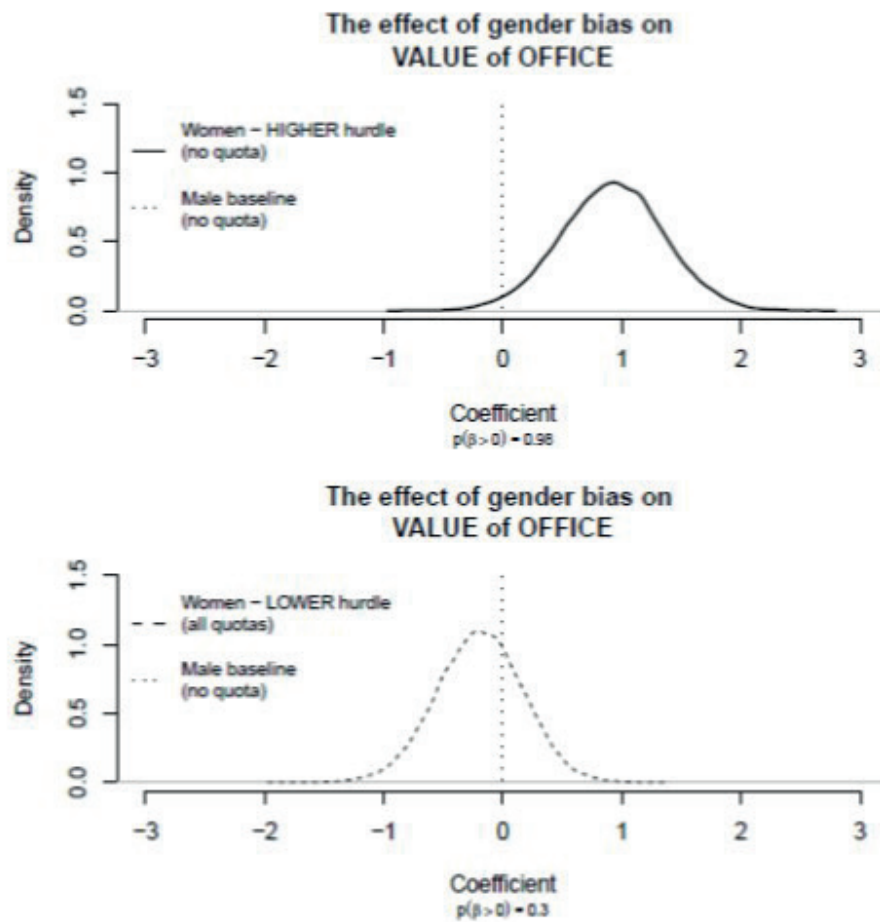 The effect of gender bias on
VALUE of OFFICE
1.5
1.0
0.5
0.0
Density
Women − HIGHER hurdle
(no quota)
Male baseline
(no quota)
−3 −2 −1 0 1 2 3
Coefficient
p(β > 0) = 0.98
The effect of gender bias on
VALUE of OFFICE
1.5
1.0
0.5
0.0
Density
Women − LOWER hurdle
(all quotas)
Male baseline
(no quota)
−3 −2 −1 0 1 2 3
Coefficient
p(β > 0) = 0.3